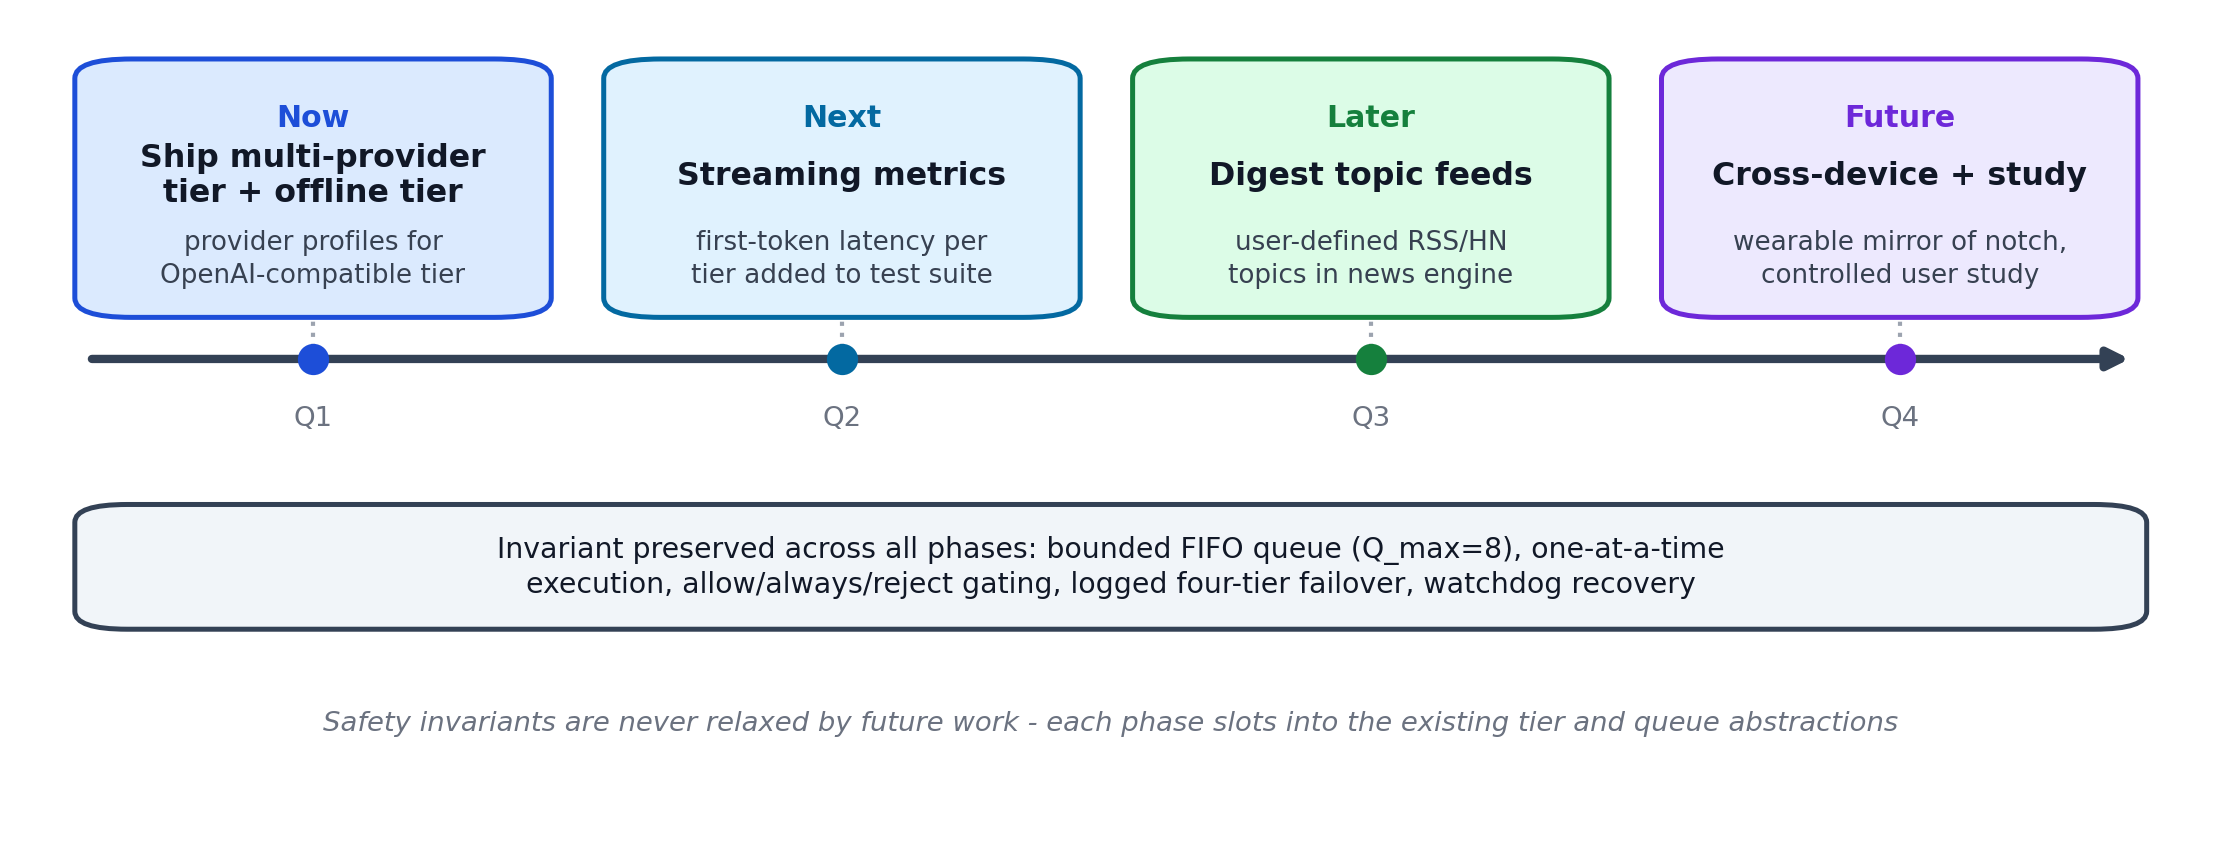 Now
Ship multi-provider
tier + offline tier
provider profiles for
OpenAI-compatible tier
Next
Streaming metrics
first-token latency per
tier added to test suite
Later
Digest topic feeds
user-defined RSS/HN
topics in news engine
Future
Cross-device + study
wearable mirror of notch,
controlled user study
Q1
Q2
Q3
Q4
Invariant preserved across all phases: bounded FIFO queue (Q_max=8), one-at-a-time
execution, allow/always/reject gating, logged four-tier failover, watchdog recovery
Safety invariants are never relaxed by future work - each phase slots into the existing tier and queue abstractions